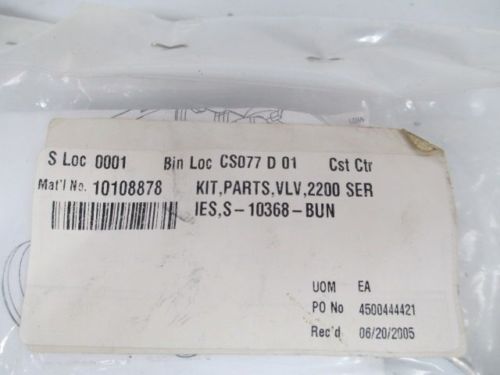 S Loc 0001 Bin Loc CS077 D 01 Cst Ctr
Mat'l No. 10108878 KIT,PARTS,VLV,2200 SER
IES,S-10368-BUN
UOM EA
PO No 4500444421
Rec'd 06/20/2005